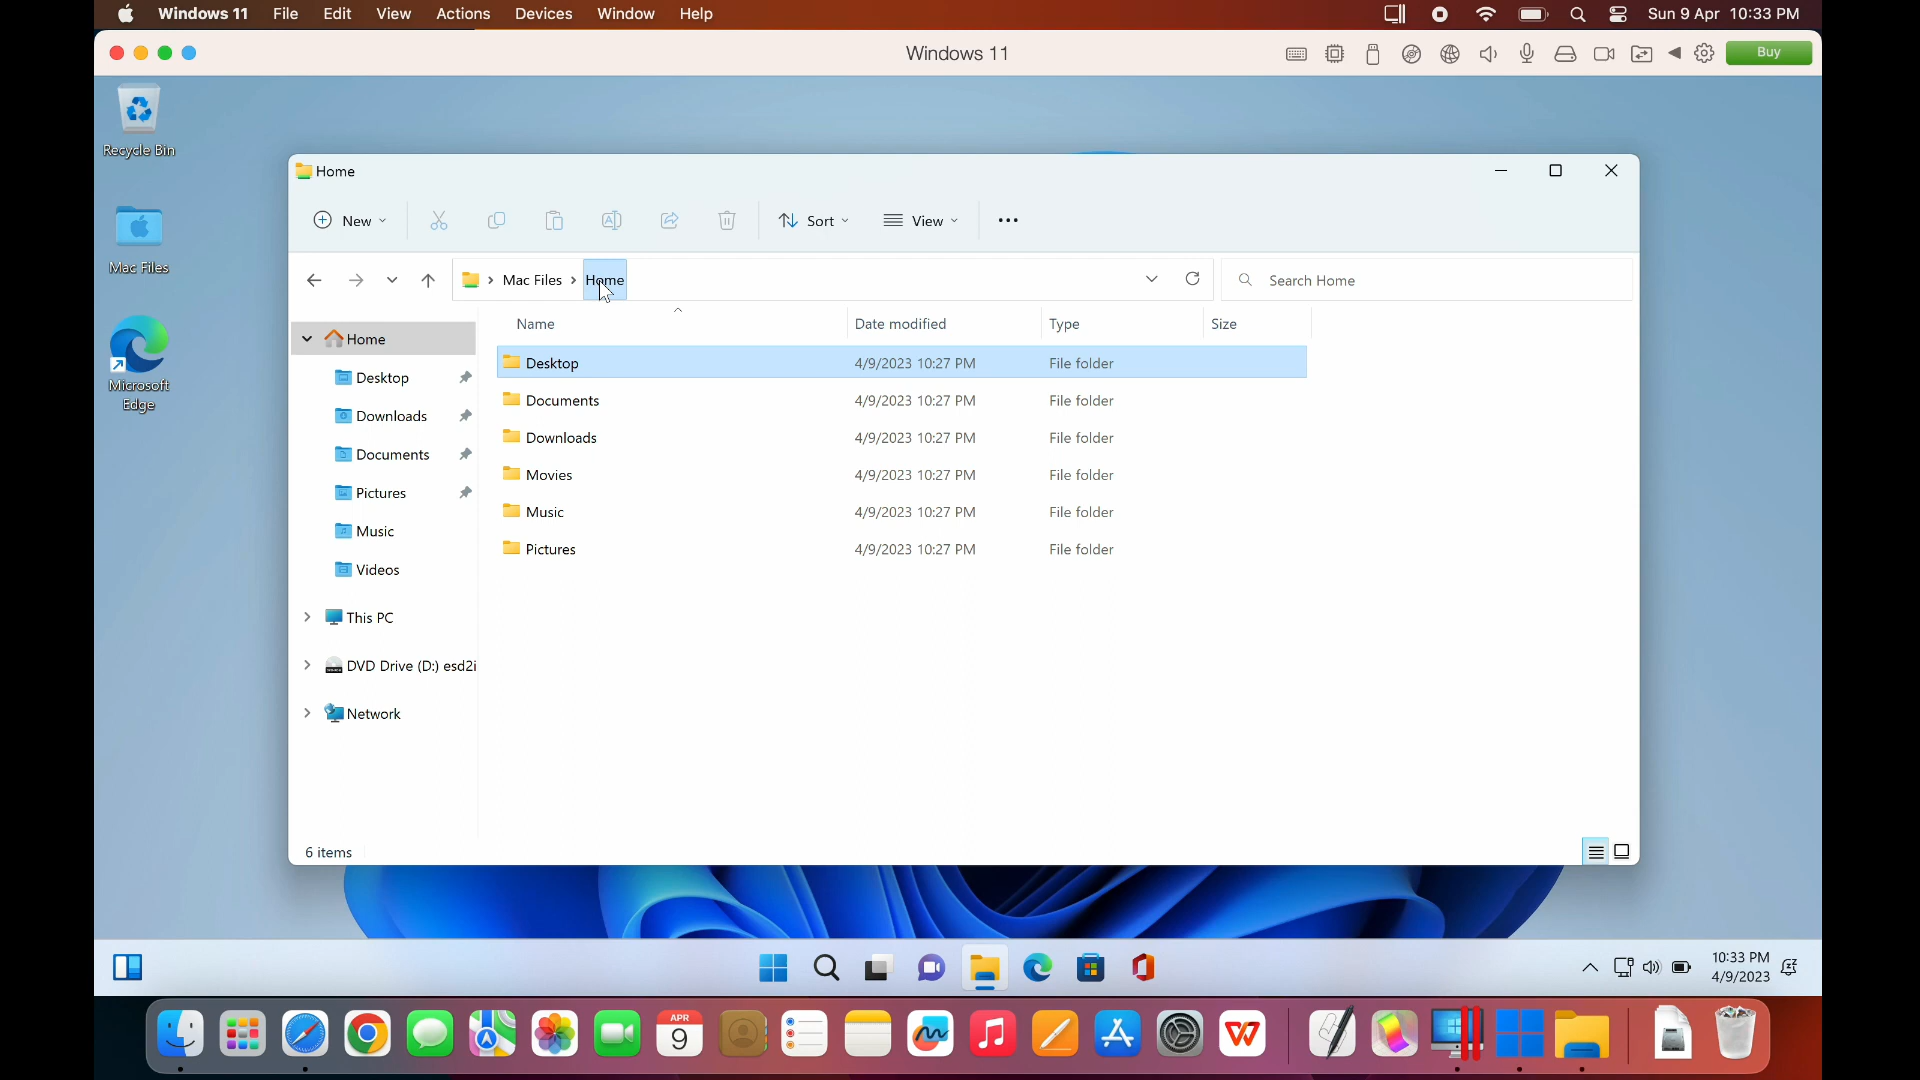 Windows 11 File Edit View Actions Devices Window Help Sun 9 Apr 10:33 PM
Windows 11 Buy
Recycle Bin
Mac Files
Microsoft
Edge
Home
New Sort View
Mac Files Home Search Home
Name Date modified Type Size
Home
Desktop
Downloads
Documents
Pictures
Music
Videos
This PC
DVD Drive (D:) esd2i
Network
Desktop 4/9/2023 10:27 PM File folder
Documents 4/9/2023 10:27 PM File folder
Downloads 4/9/2023 10:27 PM File folder
Movies 4/9/2023 10:27 PM File folder
Music 4/9/2023 10:27 PM File folder
Pictures 4/9/2023 10:27 PM File folder
6 items
10:33 PM
4/9/2023
APR
9